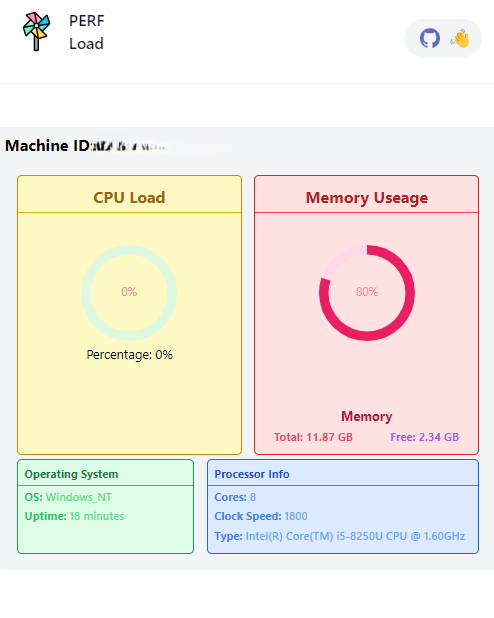 PERF
Load
Machine ID:
CPU Load
0%
Percentage: 0%
Memory Useage
80%
Memory
Total: 11.87 GB Free: 2.34 GB
Operating System
OS: Windows_NT
Uptime: 18 minutes
Processor Info
Cores: 8
Clock Speed: 1800
Type: Intel(R) Core(TM) i5-8250U CPU @ 1.60GHz